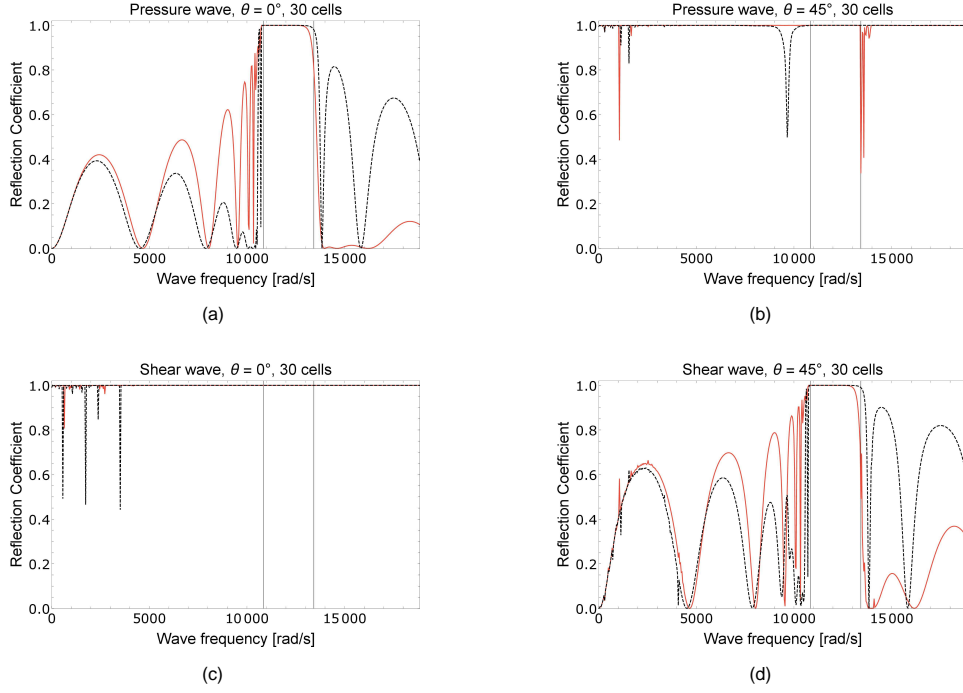 Pressure wave, θ = 0°, 30 cells
Reflection Coefficient
1.0
0.8
0.6
0.4
0.2
0.0
0 5000 10 000 15 000
Wave frequency [rad/s]
(a)
Pressure wave, θ = 45°, 30 cells
Reflection Coefficient
1.0
0.8
0.6
0.4
0.2
0.0
0 5000 10 000 15 000
Wave frequency [rad/s]
(b)
Shear wave, θ = 0°, 30 cells
Reflection Coefficient
1.0
0.8
0.6
0.4
0.2
0.0
0 5000 10 000 15 000
Wave frequency [rad/s]
(c)
Shear wave, θ = 45°, 30 cells
Reflection Coefficient
1.0
0.8
0.6
0.4
0.2
0.0
0 5000 10 000 15 000
Wave frequency [rad/s]
(d)